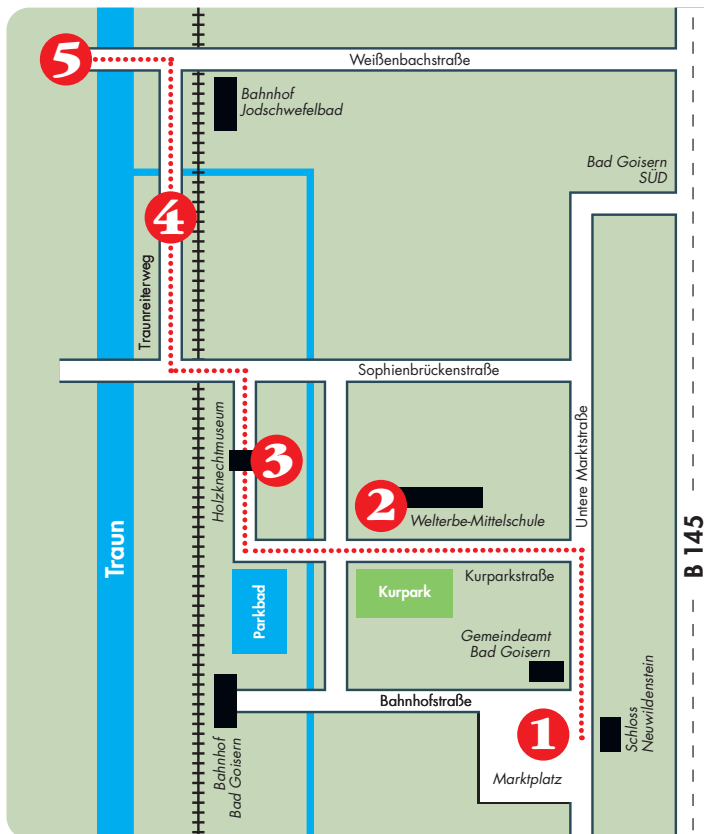 5
Weißenbachstraße
Bahnhof
Jodschwefelbad
Bad Goisern
SÜD
4
Traunreiterweg
Sophienbrückenstraße
Untere Marktstraße
Holzknechtmuseum
3
2
Welterbe-Mittelschule
Traun
B 145
Kurparkstraße
Parkbad
Kurpark
Gemeindeamt
Bad Goisern
Bahnhofstraße
1
Schloss
Neuwildenstein
Bahnhof
Bad Goisern
Marktplatz